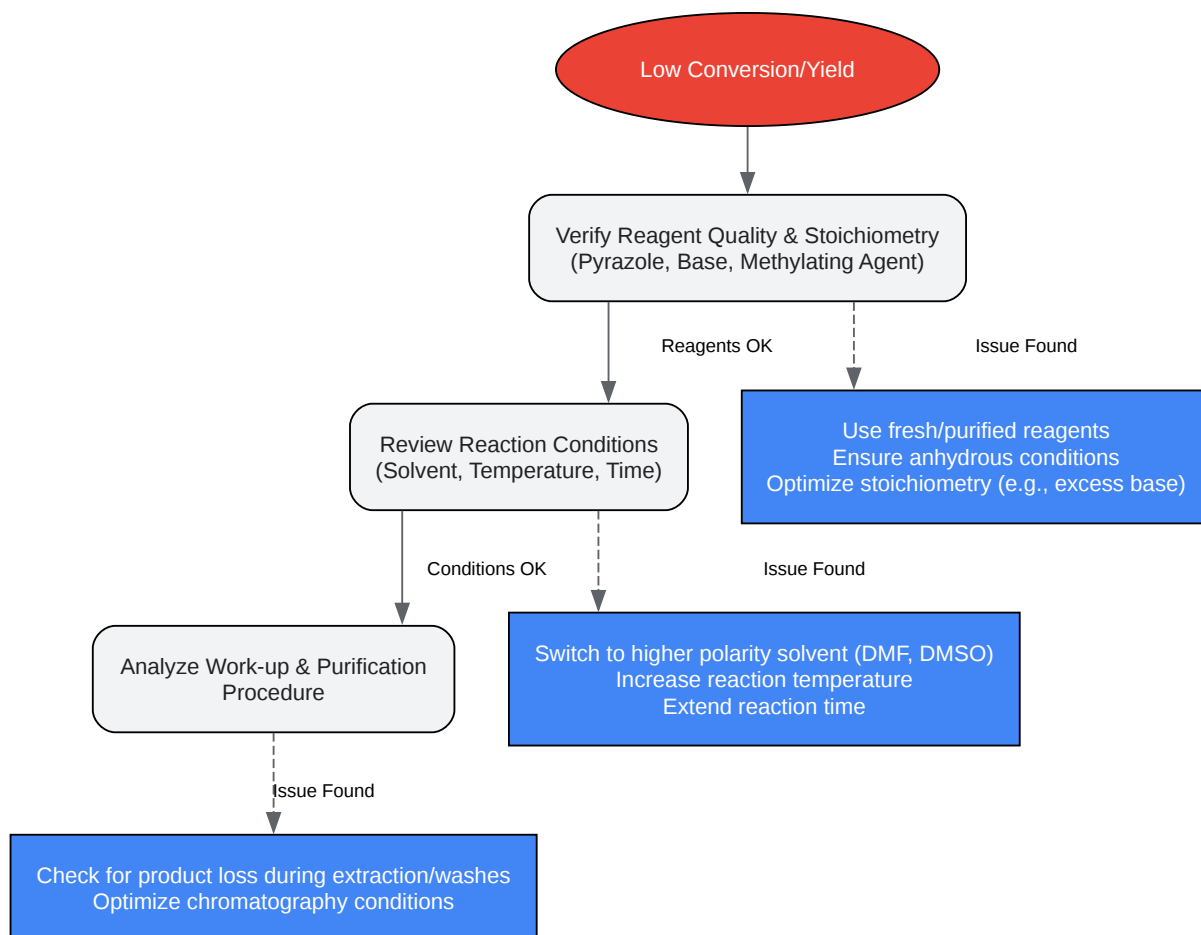 Low Conversion/Yield
Verify Reagent Quality & Stoichiometry
(Pyrazole, Base, Methylating Agent)
Reagents OK
Issue Found
Use fresh/purified reagents
Ensure anhydrous conditions
Optimize stoichiometry (e.g., excess base)
Review Reaction Conditions
(Solvent, Temperature, Time)
Conditions OK
Issue Found
Switch to higher polarity solvent (DMF, DMSO)
Increase reaction temperature
Extend reaction time
Analyze Work-up & Purification
Procedure
Issue Found
Check for product loss during extraction/washes
Optimize chromatography conditions